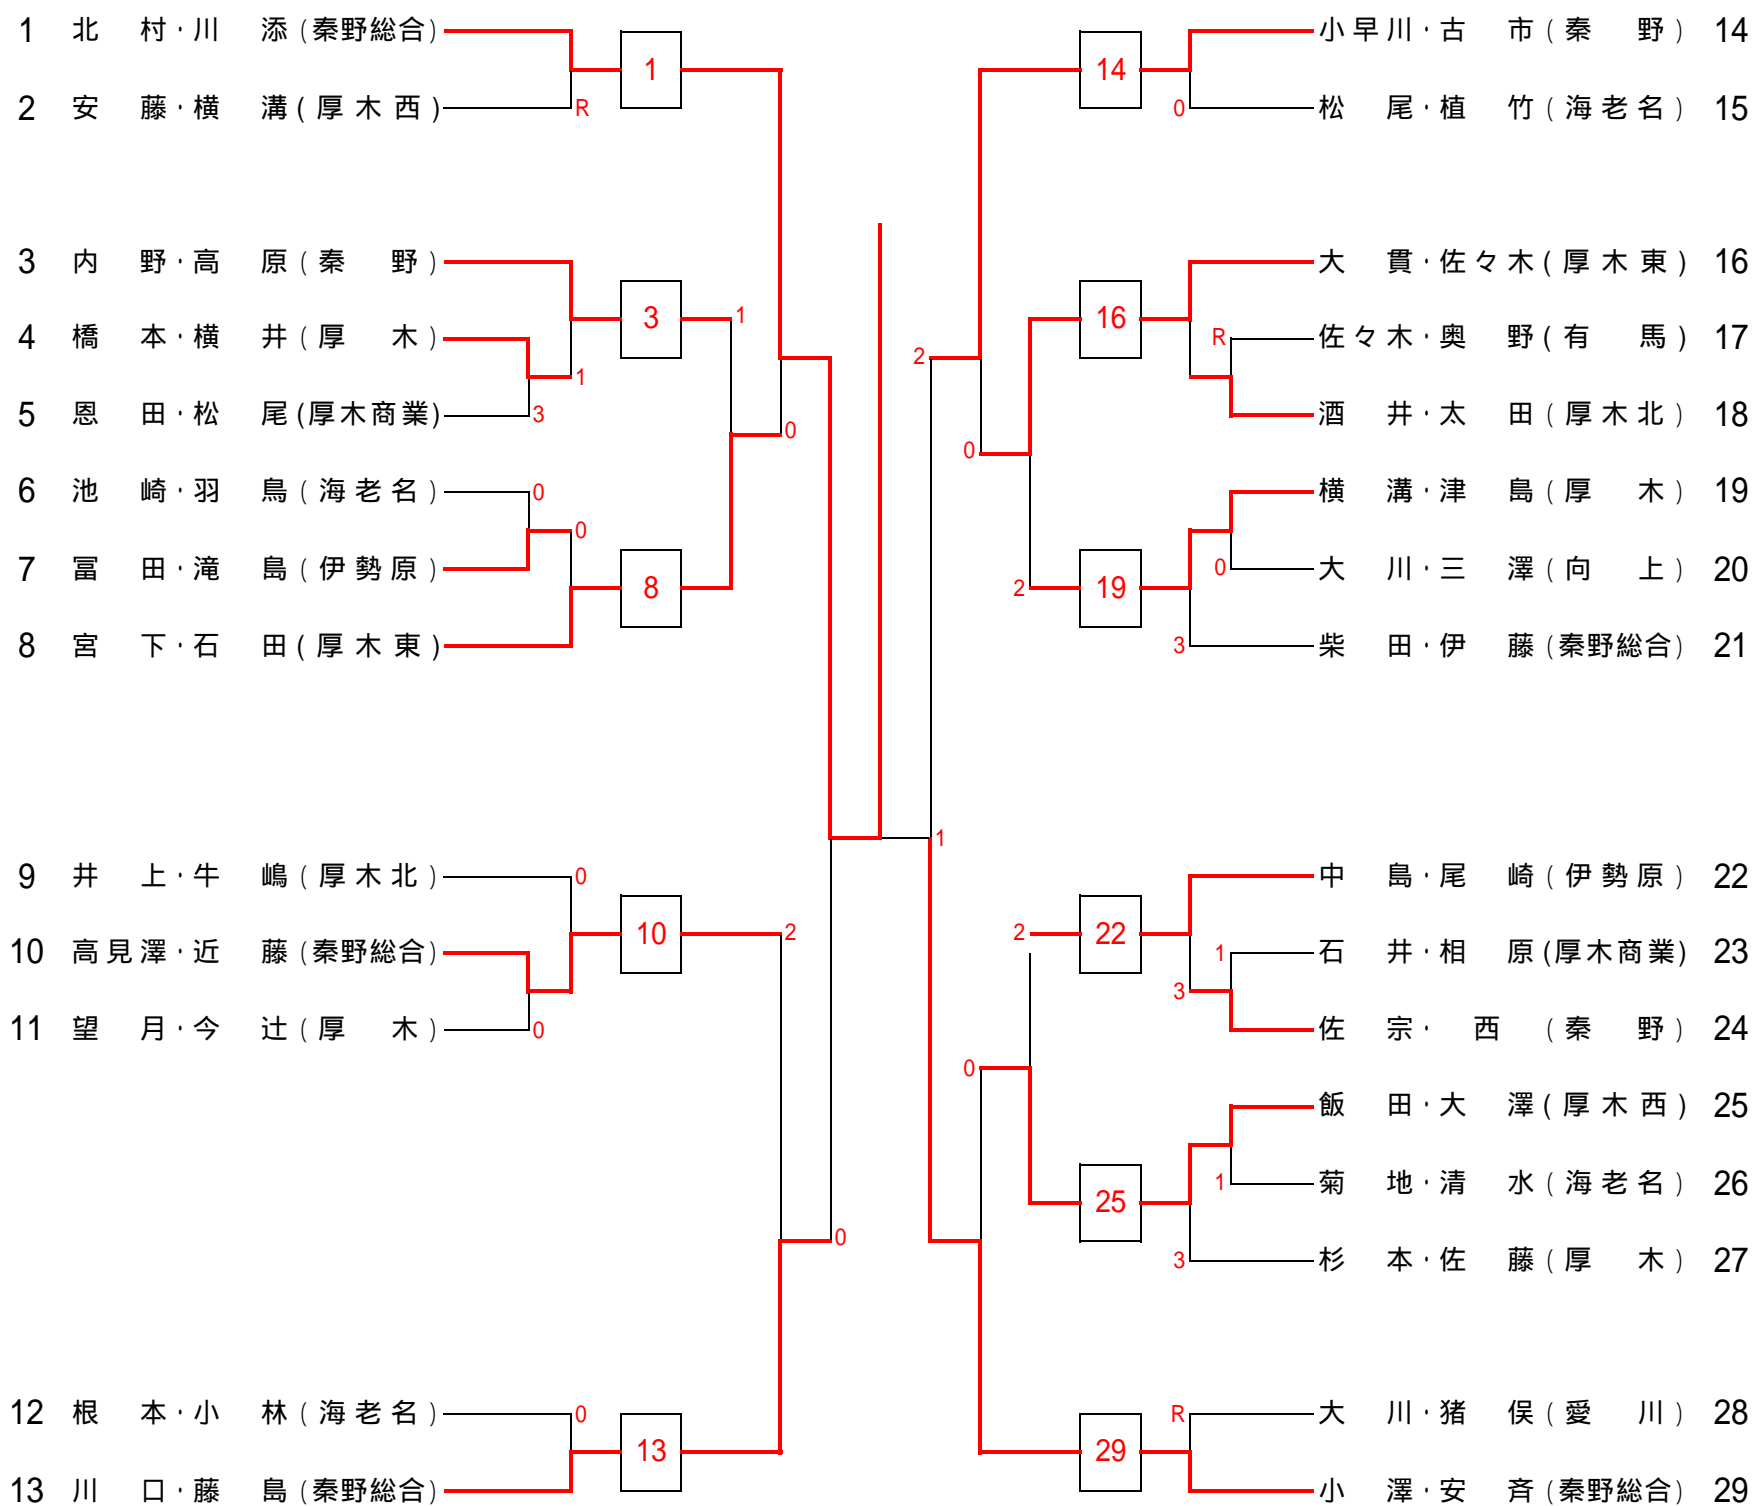 1 北 村・川 添 (秦野総合)
1
R
2 安 藤・横 溝 (厚木西)
3 内 野・高 原 (秦 野)
3
1
4 橋 本・横 井 (厚 木)
1
5 恩 田・松 尾 (厚木商業)
3
0
6 池 崎・羽 鳥 (海老名)
0
0
7 冨 田・滝 島 (伊勢原)
8
8 宮 下・石 田 (厚木東)
9 井 上・牛 嶋 (厚木北)
0
10
2
10 高見澤・近 藤 (秦野総合)
11 望 月・今 辻 (厚 木)
0
0
12 根 本・小 林 (海老名)
0
13
13 川 口・藤 島 (秦野総合)
1
14
小早川・古 市 (秦 野) 14
0
松 尾・植 竹 (海老名) 15
大 貫・佐々木 (厚木東) 16
16
2
R
佐々木・奥 野 (有 馬) 17
酒 井・太 田 (厚木北) 18
0
横 溝・津 島 (厚 木) 19
0
大 川・三 澤 (向 上) 20
2
19
3
柴 田・伊 藤 (秦野総合) 21
中 島・尾 崎 (伊勢原) 22
2
22
1
石 井・相 原 (厚木商業) 23
3
佐 宗・ 西 (秦 野) 24
0
飯 田・大 澤 (厚木西) 25
1
菊 地・清 水 (海老名) 26
25
3
杉 本・佐 藤 (厚 木) 27
R
大 川・猪 俣 (愛 川) 28
29
小 澤・安 斉 (秦野総合) 29